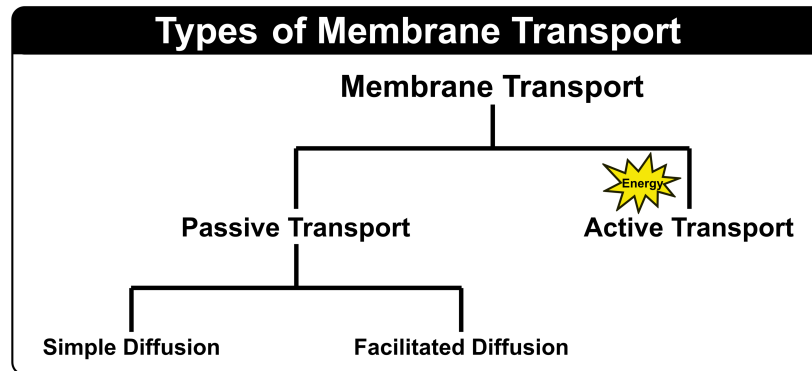 Types of Membrane Transport
Membrane Transport
Energy
Passive Transport
Active Transport
Simple Diffusion
Facilitated Diffusion